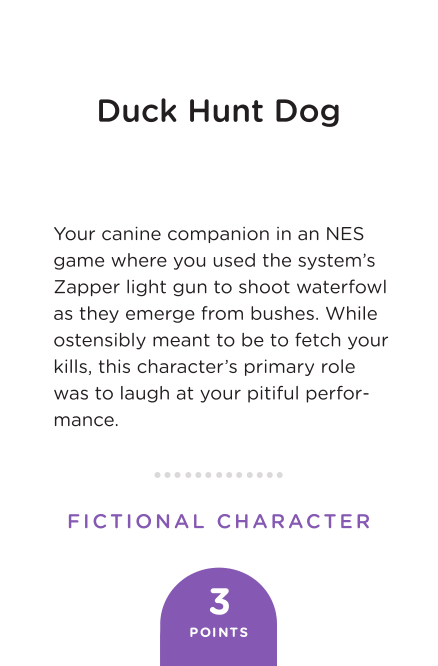 Duck Hunt Dog
Your canine companion in an NES
game where you used the system’s
Zapper light gun to shoot waterfowl
as they emerge from bushes. While
ostensibly meant to be to fetch your
kills, this character’s primary role
was to laugh at your pitiful perfor-
mance.
FICTIONAL CHARACTER
3
POINTS